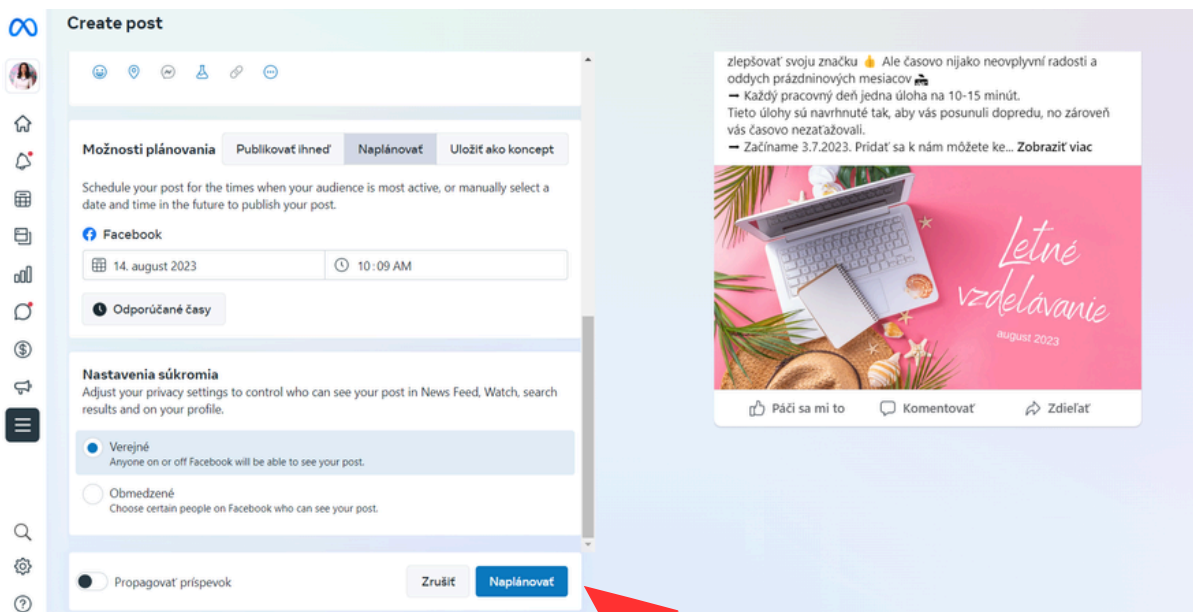 Create post
Možnosti plánovania
Publikovať ihneď
Naplánovať
Uložiť ako koncept
Schedule your post for the times when your audience is most active, or manually select a
date and time in the future to publish your post.
Facebook
14. august 2023
10:09 AM
Odporúčané časy
Nastavenia súkromia
Adjust your privacy settings to control who can see your post in News Feed, Watch, search
results and on your profile.
Verejné
Anyone on or off Facebook will be able to see your post.
Obmedzené
Choose certain people on Facebook who can see your post.
Propagovať príspevok
Zrušiť
Naplánovať
zlepšovať svoju značku 👍 Ale časovo nijako neovplyvní radosti a
oddych prázdninových mesiacov
➖ Každý pracovný deň jedna úloha na 10-15 minút.
Tieto úlohy sú navrhnuté tak, aby vás posunuli dopredu, no zároveň
vás časovo nezaťažovali.
➖ Začíname 3.7.2023. Pridať sa k nám môžete ke... Zobraziť viac
Letné
vzdelávanie
august 2023
Páči sa mi to
Komentovať
Zdieľať